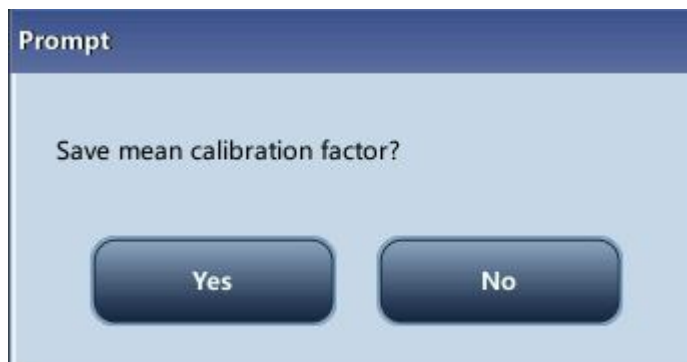 Prompt
Save mean calibration factor?
Yes
No